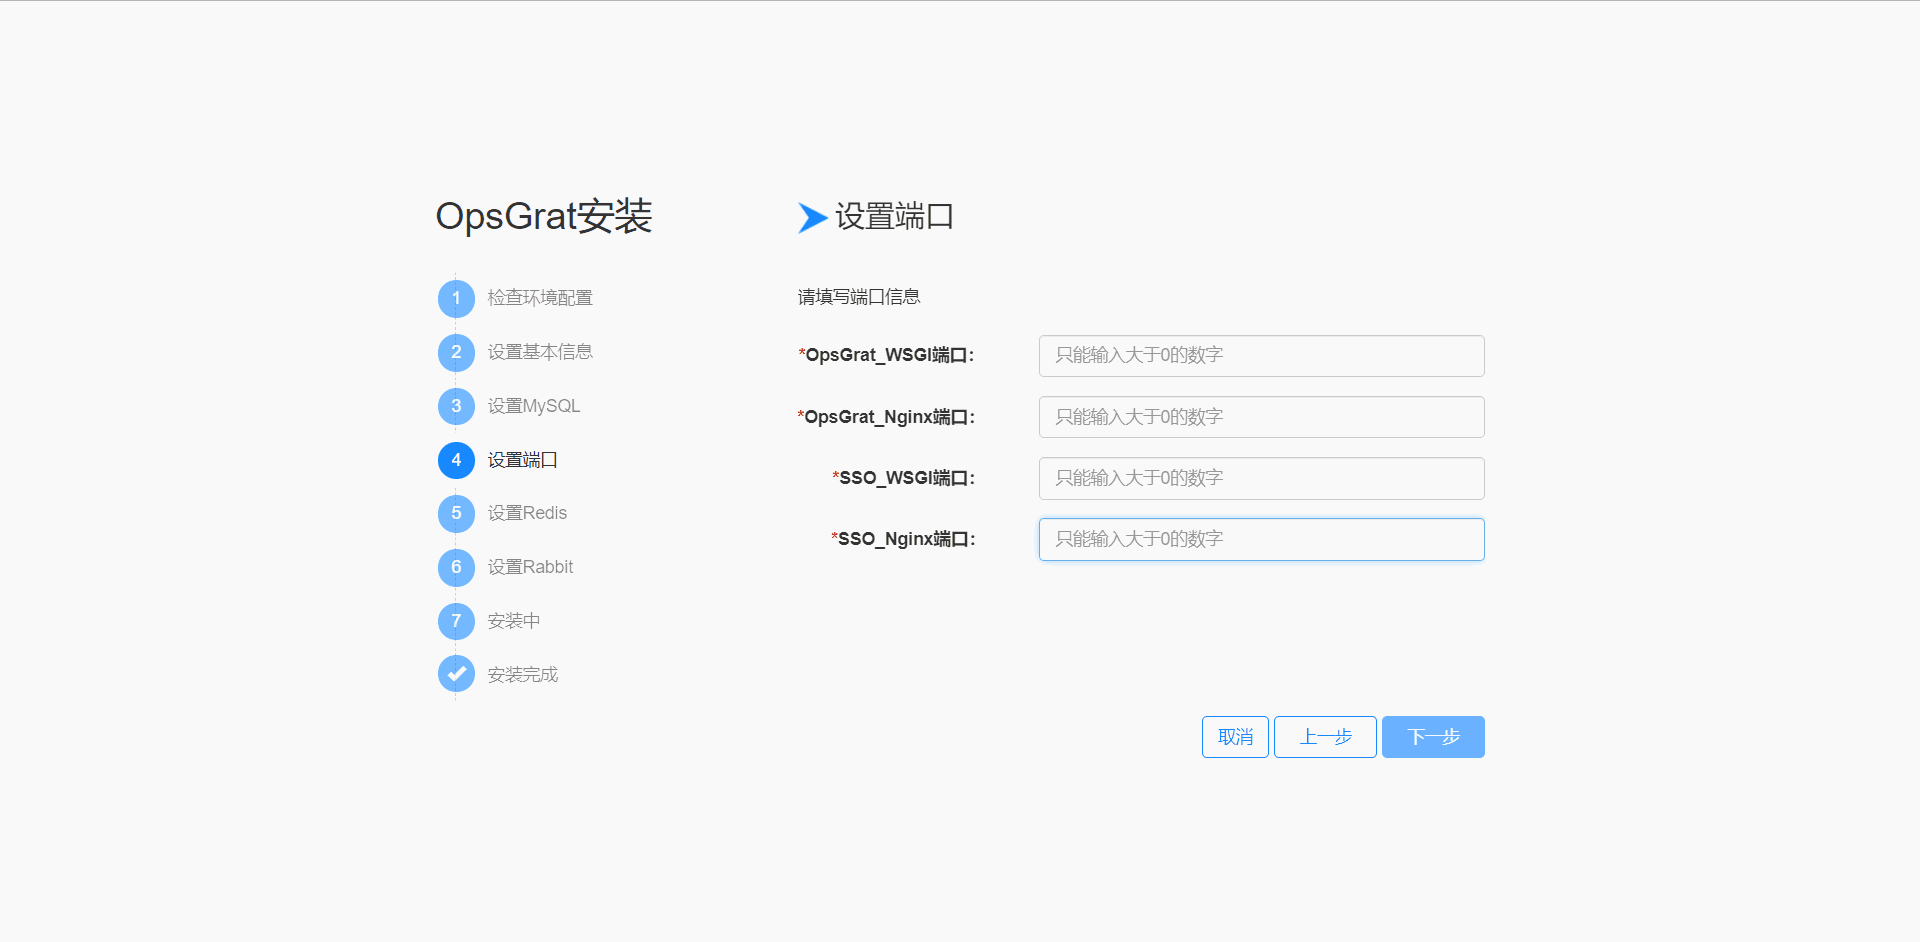 OpsGrat安装
1 检查环境配置
2 设置基本信息
3 设置MySQL
4 设置端口
5 设置Redis
6 设置Rabbit
7 安装中
安装完成
设置端口
请填写端口信息
*OpsGrat_WSGI端口: 只能输入大于0的数字
*OpsGrat_Nginx端口: 只能输入大于0的数字
*SSO_WSGI端口: 只能输入大于0的数字
*SSO_Nginx端口: 只能输入大于0的数字
取消 上一步 下一步